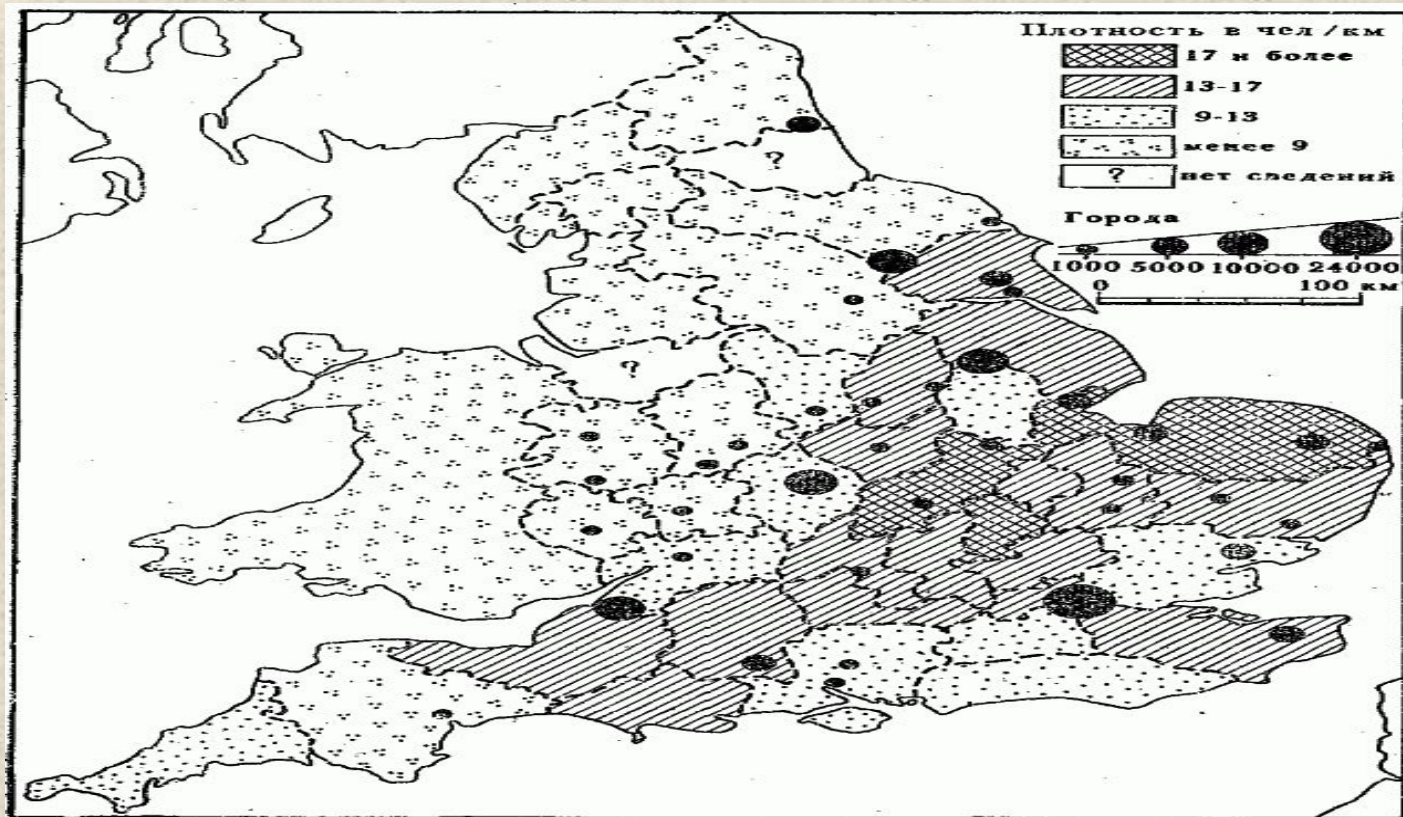 Плотность в чел /км
17 и более
13-17
9-13
менее 9
? нет сведений
Города
1000 5000 10000 24000
0 100 км
?
?